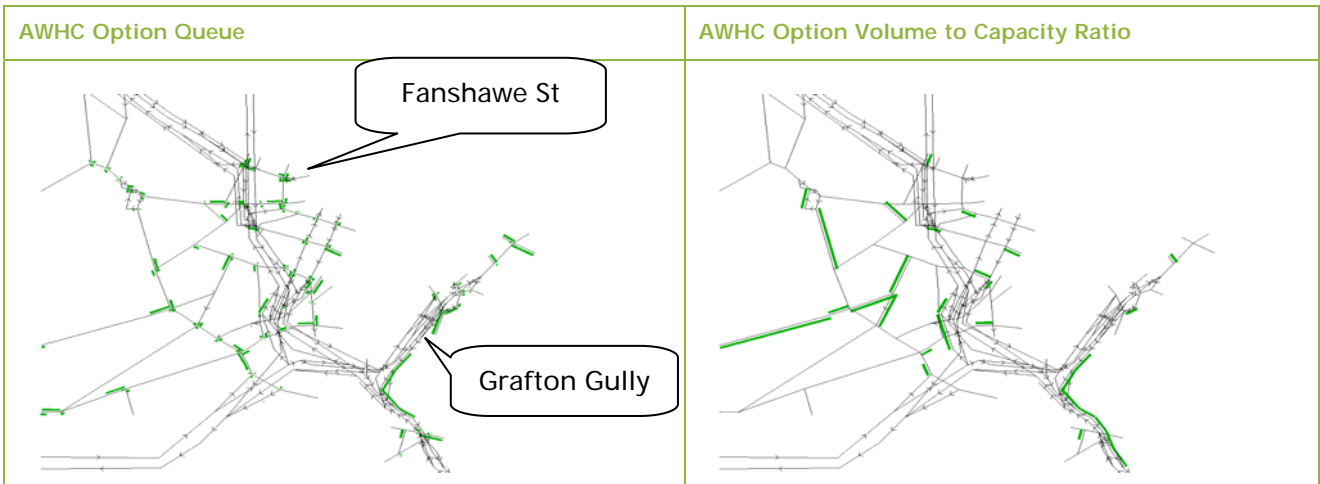 AWHC Option Queue
AWHC Option Volume to Capacity Ratio
Fanshawe St
Grafton Gully